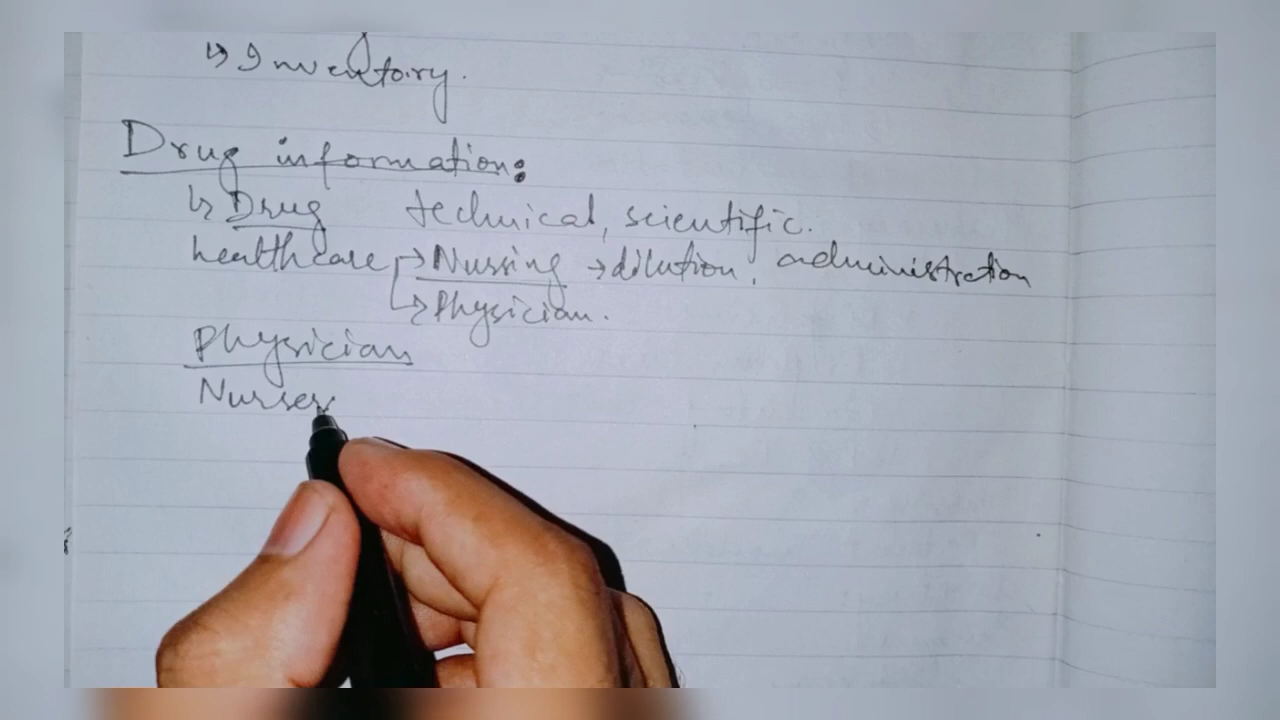 ↳ Inventory.
Drug information:
↳ Drug technical, scientific.
healthcare → Nursing → dilution, administration
→ Physician.
Physician
Nurses